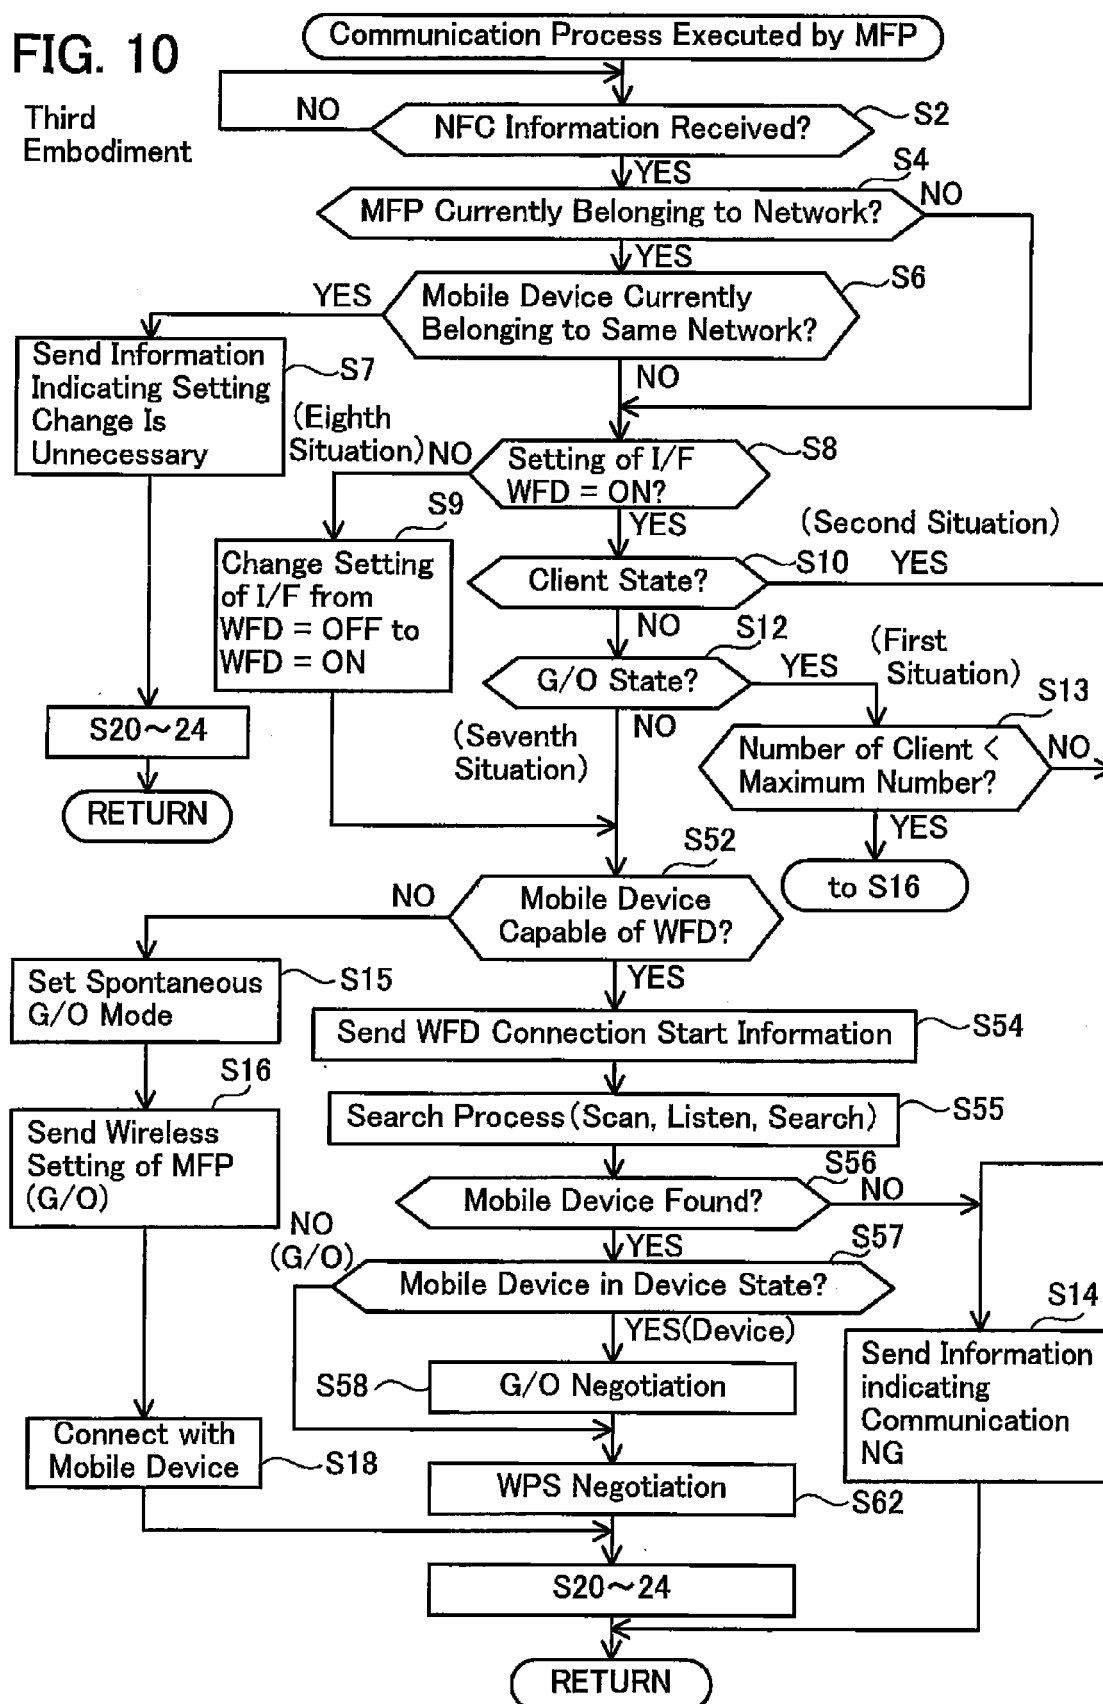 FIG. 10
Third
Embodiment
Communication Process Executed by MFP
NO
NFC Information Received?
S2
YES
S4
MFP Currently Belonging to Network?
NO
YES
S6
YES
Mobile Device Currently
Belonging to Same Network?
NO
Send Information
Indicating Setting
Change Is
Unnecessary
S7
(Eighth
Situation)
NO
Setting of I/F
WFD = ON?
S8
YES
S9
Change Setting
of I/F from
WFD = OFF to
WFD = ON
(Second Situation)
Client State?
S10
YES
NO
S12
G/O State?
YES
(First
Situation)
NO
S13
S20~24
RETURN
(Seventh
Situation)
Number of Client <
Maximum Number?
NO
YES
to S16
S52
NO
Mobile Device
Capable of WFD?
YES
Set Spontaneous
G/O Mode
S15
Send WFD Connection Start Information
S54
S16
Send Wireless
Setting of MFP
(G/O)
Search Process(Scan, Listen, Search)
S55
S56
Mobile Device Found?
NO
YES
NO
(G/O)
S57
Mobile Device in Device State?
YES(Device)
S14
Send Information
indicating
Communication
NG
S58
G/O Negotiation
Connect with
Mobile Device
S18
WPS Negotiation
S62
S20~24
RETURN